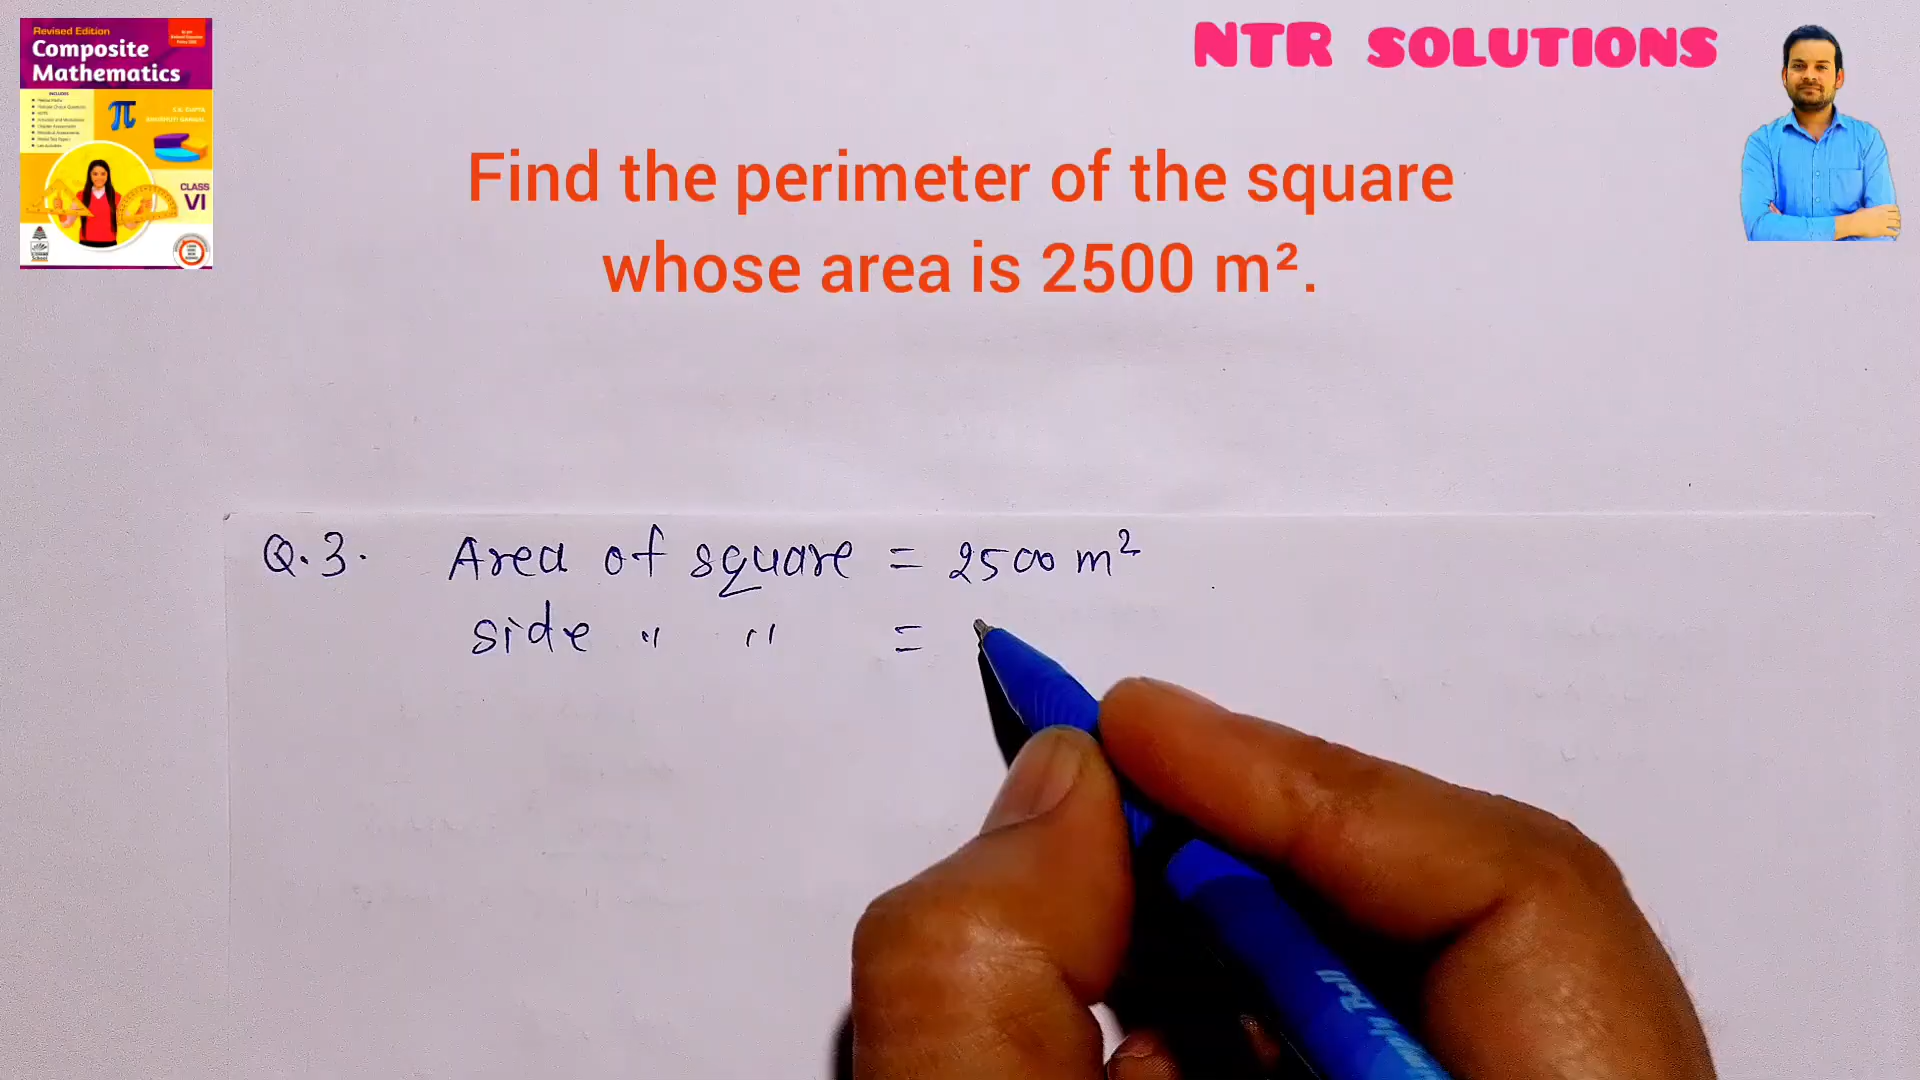 Revised Edition
Composite
Mathematics
INCLUDES
CLASS
VI
NTR SOLUTIONS
Find the perimeter of the square
whose area is 2500 m².
Q.3. Area of square = 2500 m²
side " " =